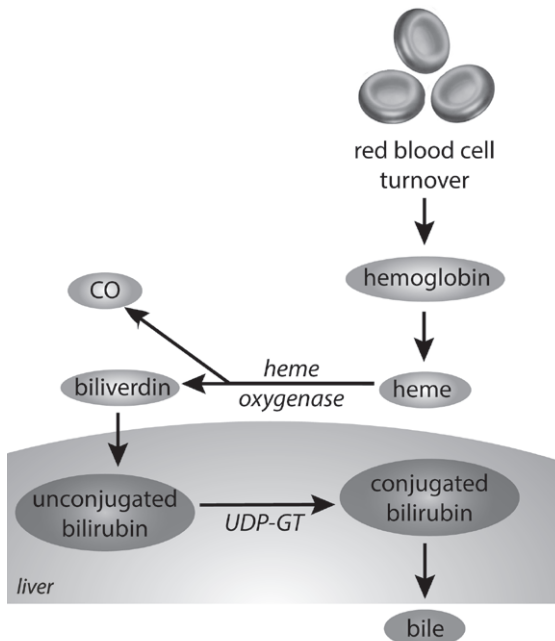 red blood cell
turnover
hemoglobin
CO
heme
oxygenase
biliverdin
heme
unconjugated
bilirubin
UDP-GT
conjugated
bilirubin
liver
bile